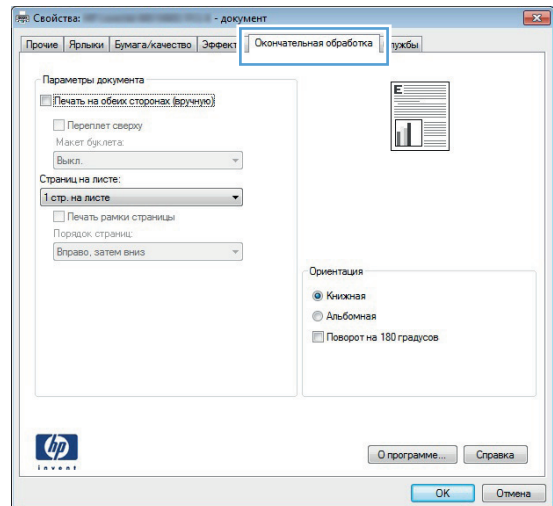 Свойства: - документ
Прочие Ярлыки Бумага/качество Эффект Окончательная обработка
Параметры документа
Печать на обеих сторонах (вручную)
Переплет сверху
Макет буклета:
Выкл.
Страниц на листе:
1 стр. на листе
Печать рамки страницы
Порядок страниц:
Вправо, затем вниз
E
Ориентация
Книжная
Альбомная
Поворот на 180 градусов
hp
invent
О программе... Справка
OK Отмена